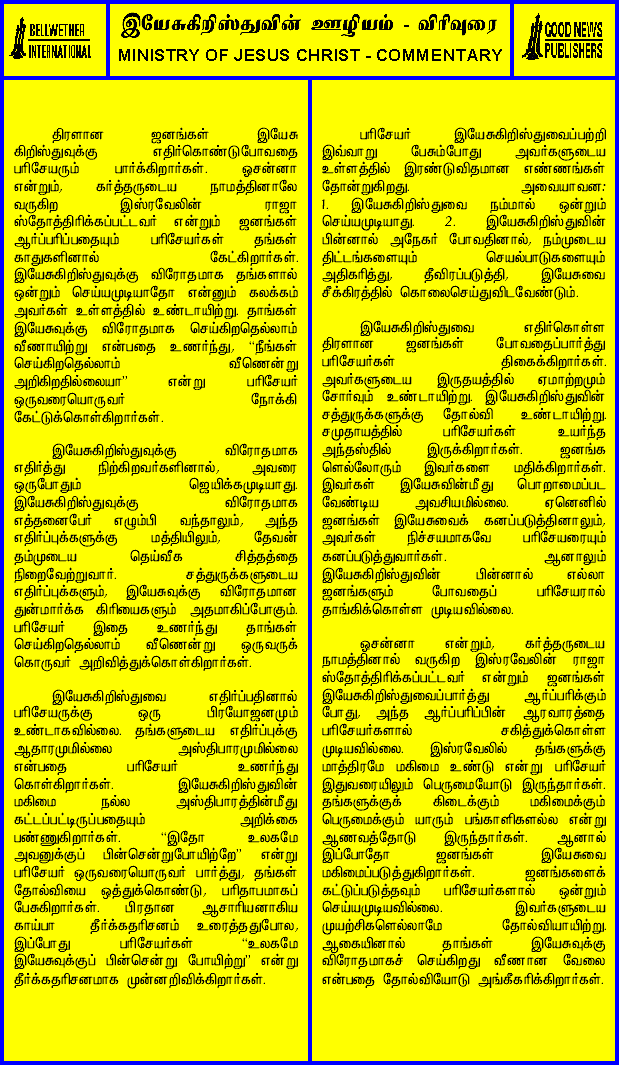 BELLWETHER
INTERNATIONAL
இயேசுகிறிஸ்துவின் ஊழியம் - விரிவுரை
MINISTRY OF JESUS CHRIST - COMMENTARY
GOOD NEWS
PUBLISHERS
திரளான ஜனங்கள் இயேசு
கிறிஸ்துவுக்கு எதிர்கொண்டுபோவதை
பரிசேயரும் பார்க்கிறார்கள். ஓசன்னா
என்றும், கர்த்தருடைய நாமத்தினாலே
வருகிற இஸ்ரவேலின் ராஜா
ஸ்தோத்திரிக்கப்பட்டவர் என்றும் ஜனங்கள்
ஆர்ப்பரிப்பதையும் பரிசேயர்கள் தங்கள்
காதுகளினால் கேட்கிறார்கள்.
இயேசுகிறிஸ்துவுக்கு விரோதமாக தங்களால்
ஒன்றும் செய்யமுடியாதோ என்னும் கலக்கம்
அவர்கள் உள்ளத்தில் உண்டாயிற்று. தாங்கள்
இயேசுவுக்கு விரோதமாக செய்கிறதெல்லாம்
வீணாயிற்று என்பதை உணர்ந்து, “நீங்கள்
செய்கிறதெல்லாம் வீணென்று
அறிகிறதில்லையா” என்று பரிசேயர்
ஒருவரையொருவர் நோக்கி
கேட்டுக்கொள்கிறார்கள்.
இயேசுகிறிஸ்துவுக்கு விரோதமாக
எதிர்த்து நிற்கிறவர்களினால், அவரை
ஒருபோதும் ஜெயிக்கமுடியாது.
இயேசுகிறிஸ்துவுக்கு விரோதமாக
எத்தனைபேர் எழும்பி வந்தாலும், அந்த
எதிர்ப்புக்களுக்கு மத்தியிலும், தேவன்
தம்முடைய தெய்வீக சித்தத்தை
நிறைவேற்றுவார். சத்துருக்களுடைய
எதிர்ப்புக்களும், இயேசுவுக்கு விரோதமான
துன்மார்க்க கிரியைகளும் அதமாகிப்போகும்.
பரிசேயர் இதை உணர்ந்து தாங்கள்
செய்கிறதெல்லாம் வீணென்று ஒருவருக்
கொருவர் அறிவித்துக்கொள்கிறார்கள்.
இயேசுகிறிஸ்துவை எதிர்ப்பதினால்
பரிசேயருக்கு ஒரு பிரயோஜனமும்
உண்டாகவில்லை. தங்களுடைய எதிர்ப்புக்கு
ஆதாரமுமில்லை அஸ்திபாரமுமில்லை
என்பதை பரிசேயர் உணர்ந்து
கொள்கிறார்கள். இயேசுகிறிஸ்துவின்
மகிமை நல்ல அஸ்திபாரத்தின்மீது
கட்டப்பட்டிருப்பதையும் அறிக்கை
பண்ணுகிறார்கள். “இதோ உலகமே
அவனுக்குப் பின்சென்றுபோயிற்றே” என்று
பரிசேயர் ஒருவரையொருவர் பார்த்து, தங்கள்
தோல்வியை ஒத்துக்கொண்டு, பரிதாபமாகப்
பேசுகிறார்கள். பிரதான ஆசாரியனாகிய
காய்பா தீர்க்கதரிசனம் உரைத்ததுபோல,
இப்போது பரிசேயர்கள் “உலகமே
இயேசுவுக்குப் பின்சென்று போயிற்று” என்று
தீர்க்கதரிசனமாக முன்னறிவிக்கிறார்கள்.
பரிசேயர் இயேசுகிறிஸ்துவைப்பற்றி
இவ்வாறு பேசும்போது அவர்களுடைய
உள்ளத்தில் இரண்டுவிதமான எண்ணங்கள்
தோன்றுகிறது. அவையாவன:
1. இயேசுகிறிஸ்துவை நம்மால் ஒன்றும்
செய்யமுடியாது. 2. இயேசுகிறிஸ்துவின்
பின்னால் அநேகர் போவதினால், நம்முடைய
திட்டங்களையும் செயல்பாடுகளையும்
அதிகரித்து, தீவிரப்படுத்தி, இயேசுவை
சீக்கிரத்தில் கொலைசெய்துவிடவேண்டும்.
இயேசுகிறிஸ்துவை எதிர்கொள்ள
திரளான ஜனங்கள் போவதைப்பார்த்து
பரிசேயர்கள் திகைக்கிறார்கள்.
அவர்களுடைய இருதயத்தில் ஏமாற்றமும்
சோர்வும் உண்டாயிற்று. இயேசுகிறிஸ்துவின்
சத்துருக்களுக்கு தோல்வி உண்டாயிற்று.
சமுதாயத்தில் பரிசேயர்கள் உயர்ந்த
அந்தஸ்தில் இருக்கிறார்கள். ஜனங்க
ளெல்லோரும் இவர்களை மதிக்கிறார்கள்.
இவர்கள் இயேசுவின்மீது பொறாமைப்பட
வேண்டிய அவசியமில்லை. ஏனெனில்
ஜனங்கள் இயேசுவைக் கனப்படுத்தினாலும்,
அவர்கள் நிச்சயமாகவே பரிசேயரையும்
கனப்படுத்துவார்கள். ஆனாலும்
இயேசுகிறிஸ்துவின் பின்னால் எல்லா
ஜனங்களும் போவதைப் பரிசேயரால்
தாங்கிக்கொள்ள முடியவில்லை.
ஓசன்னா என்றும், கர்த்தருடைய
நாமத்தினால் வருகிற இஸ்ரவேலின் ராஜா
ஸ்தோத்திரிக்கப்பட்டவர் என்றும் ஜனங்கள்
இயேசுகிறிஸ்துவைப்பார்த்து ஆர்ப்பரிக்கும்
போது, அந்த ஆர்ப்பரிப்பின் ஆரவாரத்தை
பரிசேயர்களால் சகித்துக்கொள்ள
முடியவில்லை. இஸ்ரவேலில் தங்களுக்கு
மாத்திரமே மகிமை உண்டு என்று பரிசேயர்
இதுவரையிலும் பெருமையோடு இருந்தார்கள்.
தங்களுக்குக் கிடைக்கும் மகிமைக்கும்
பெருமைக்கும் யாரும் பங்காளிகளல்ல என்று
ஆணவத்தோடு இருந்தார்கள். ஆனால்
இப்போதோ ஜனங்கள் இயேசுவை
மகிமைப்படுத்துகிறார்கள். ஜனங்களைக்
கட்டுப்படுத்தவும் பரிசேயர்களால் ஒன்றும்
செய்யமுடியவில்லை. இவர்களுடைய
முயற்சிகளெல்லாமே தோல்வியாயிற்று.
ஆகையினால் தாங்கள் இயேசுவுக்கு
விரோதமாகச் செய்கிறது வீணான வேலை
என்பதை தோல்வியோடு அங்கீகரிக்கிறார்கள்.